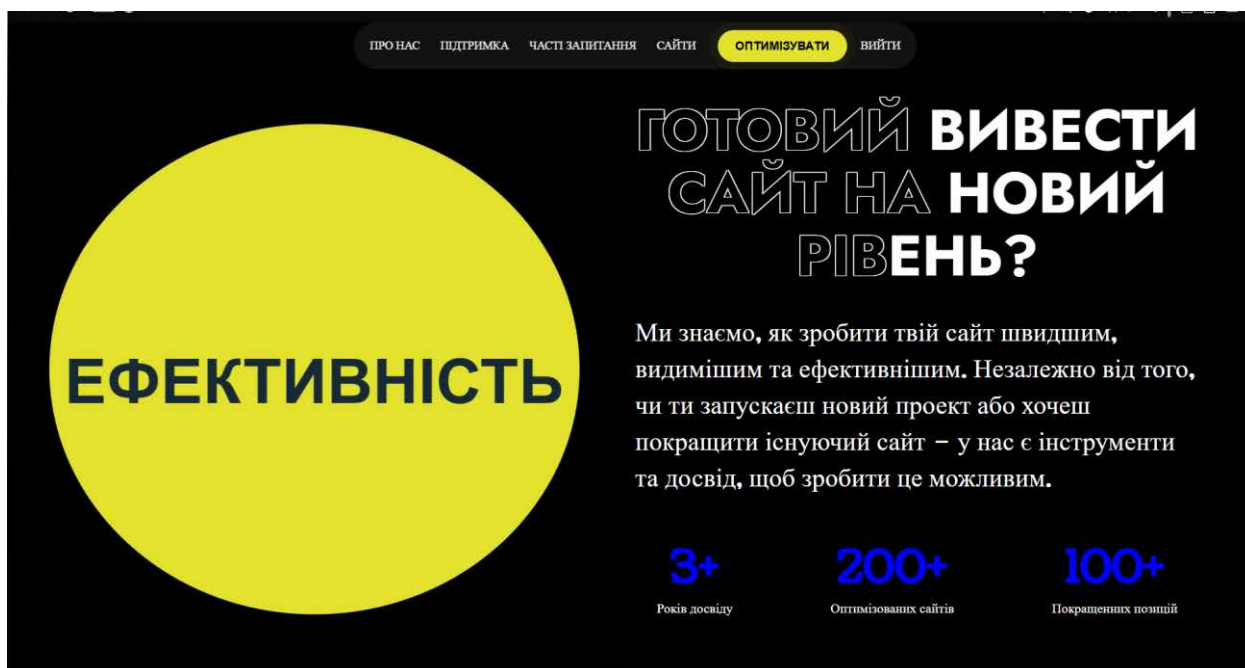 ПРО НАС ПІДТРИМКА ЧАСТІ ЗАПИТАННЯ САЙТИ ОПТИМІЗУВАТИ ВИЙТИ
ЕФЕКТИВНІСТЬ
ГОТОВИЙ ВИВЕСТИ
САЙТ НА НОВИЙ
РІВЕНЬ?
Ми знаємо, як зробити твій сайт швидшим,
видимішим та ефективнішим. Незалежно від того,
чи ти запускаєш новий проект або хочеш
покращити існуючий сайт – у нас є інструменти
та досвід, щоб зробити це можливим.
3+ 200+ 100+
Років досвіду Оптимізованих сайтів Покращенних позицій